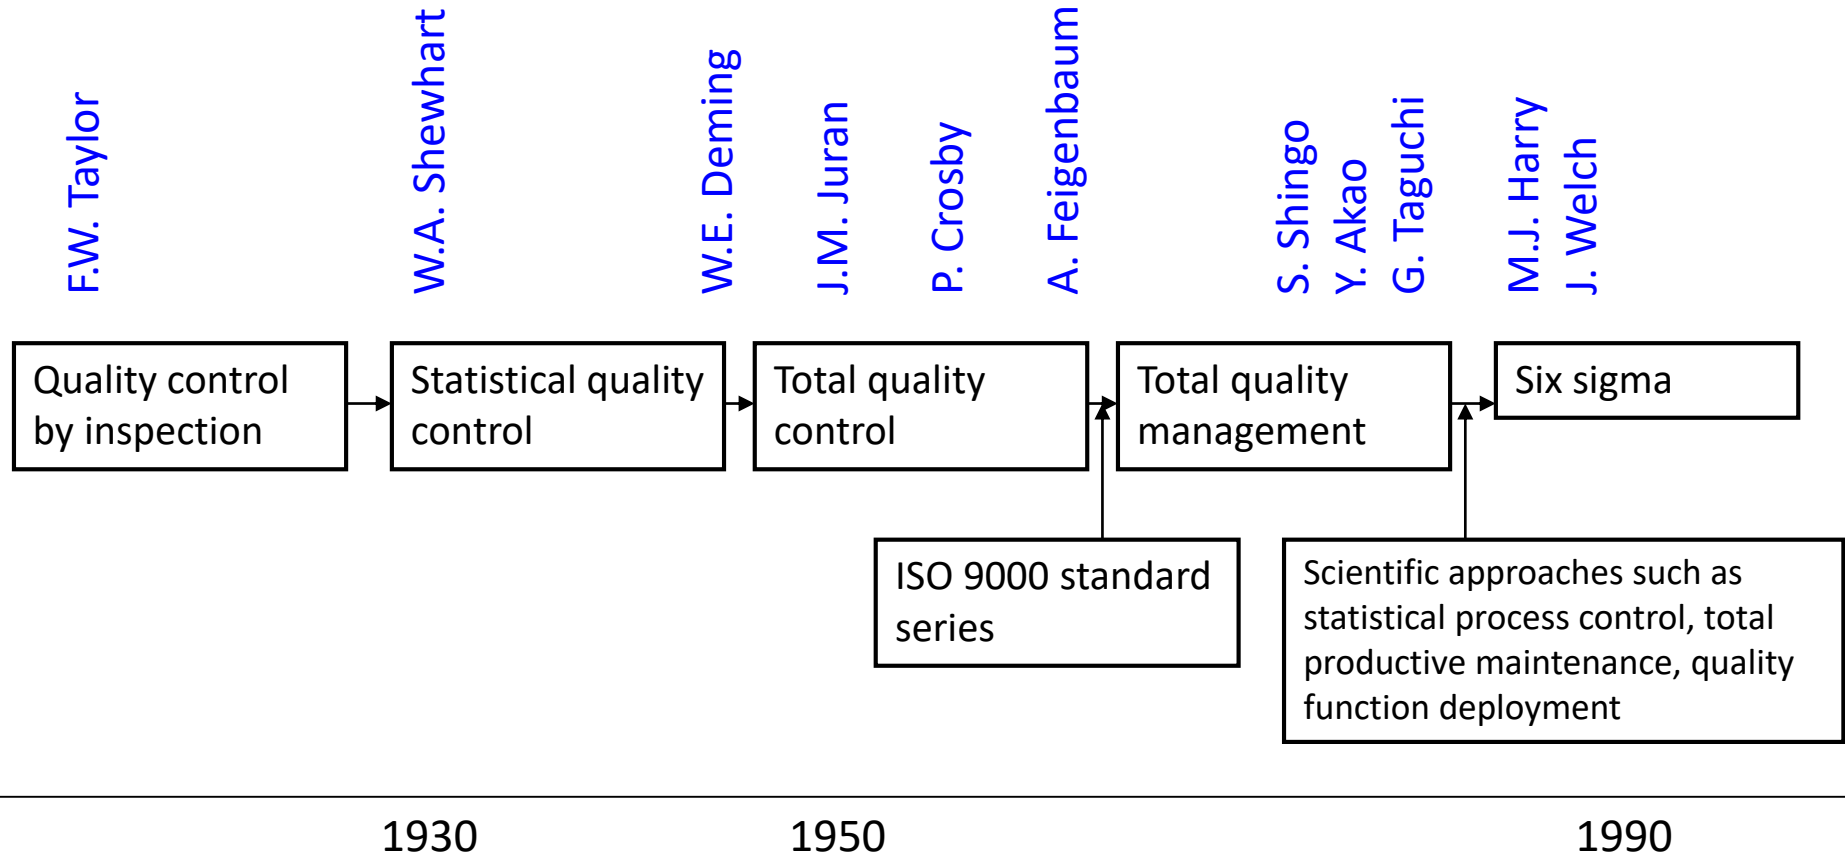 F.W. Taylor
W.A. Shewhart
W.E. Deming
J.M. Juran
P. Crosby
A. Feigenbaum
S. Shingo
Y. Akao
G. Taguchi
M.J. Harry
J. Welch
Quality control
by inspection
Statistical quality
control
Total quality
control
Total quality
management
Six sigma
ISO 9000 standard
series
Scientific approaches such as
statistical process control, total
productive maintenance, quality
function deployment
1930
1950
1990